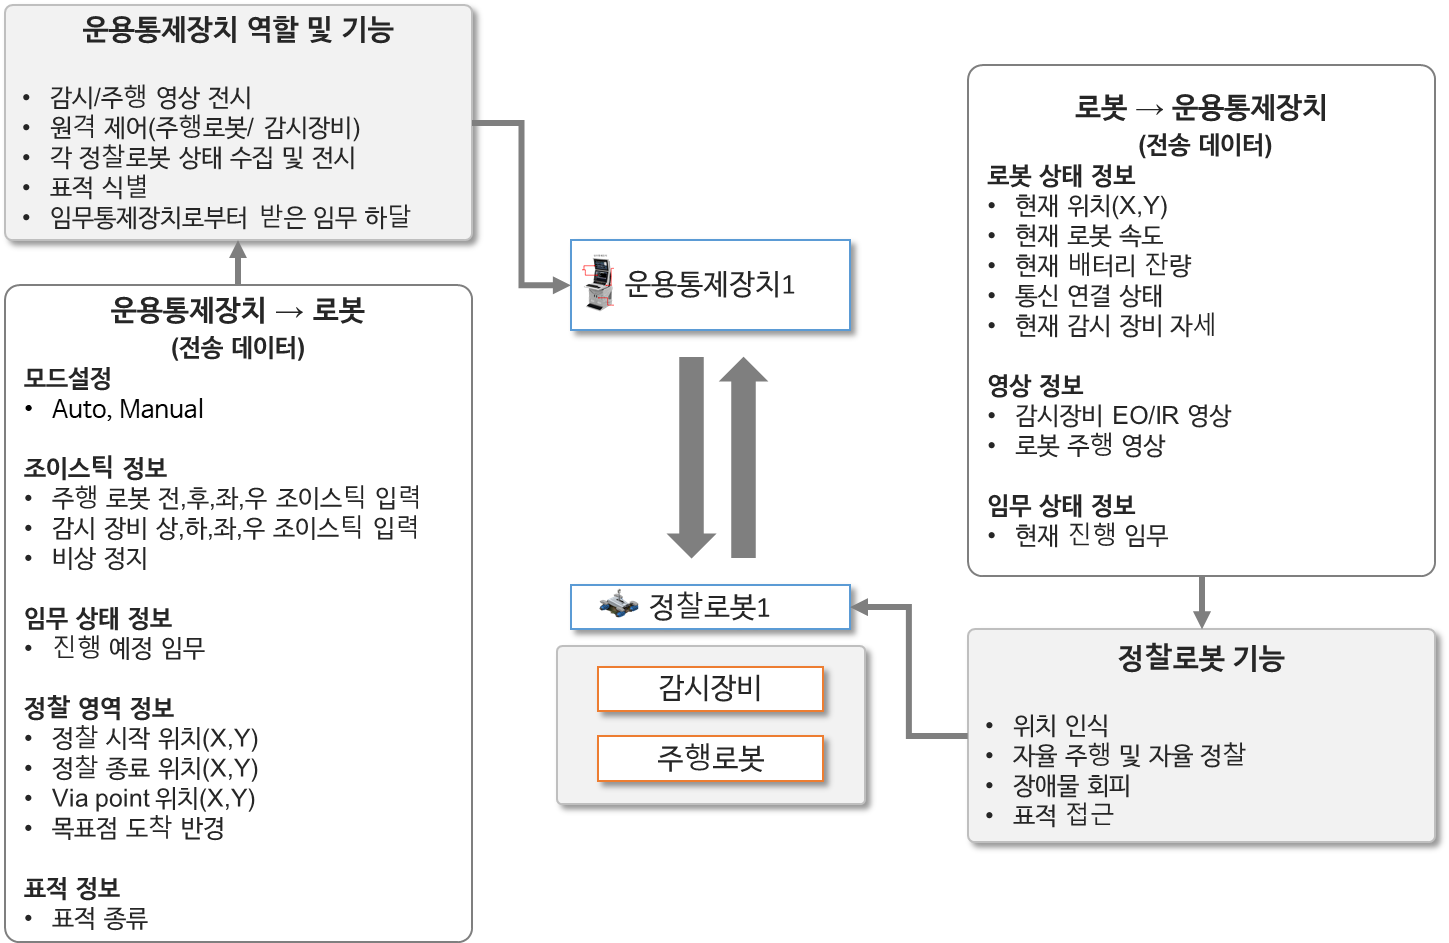 운용통제장치 역할 및 기능
• 감시/주행 영상 전시
• 원격 제어(주행로봇/ 감시장비)
• 각 정찰로봇 상태 수집 및 전시
• 표적 식별
• 임무통제장치로부터 받은 임무 하달
운용통제장치 → 로봇
(전송 데이터)
모드설정
• Auto, Manual
조이스틱 정보
• 주행 로봇 전,후,좌,우 조이스틱 입력
• 감시 장비 상,하,좌,우 조이스틱 입력
• 비상 정지
임무 상태 정보
• 진행 예정 임무
정찰 영역 정보
• 정찰 시작 위치(X,Y)
• 정찰 종료 위치(X,Y)
• Via point 위치(X,Y)
• 목표점 도착 반경
표적 정보
• 표적 종류
운용통제장치1
정찰로봇1
감시장비
주행로봇
로봇 → 운용통제장치
(전송 데이터)
로봇 상태 정보
• 현재 위치(X,Y)
• 현재 로봇 속도
• 현재 배터리 잔량
• 통신 연결 상태
• 현재 감시 장비 자세
영상 정보
• 감시장비 EO/IR 영상
• 로봇 주행 영상
임무 상태 정보
• 현재 진행 임무
정찰로봇 기능
• 위치 인식
• 자율 주행 및 자율 정찰
• 장애물 회피
• 표적 접근